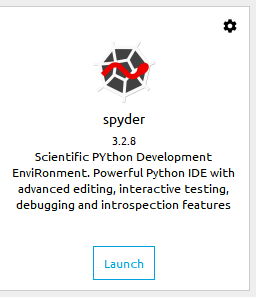 spyder
3.2.8
Scientific PYthon Development
EnviRonment. Powerful Python IDE with
advanced editing, interactive testing,
debugging and introspection features
Launch